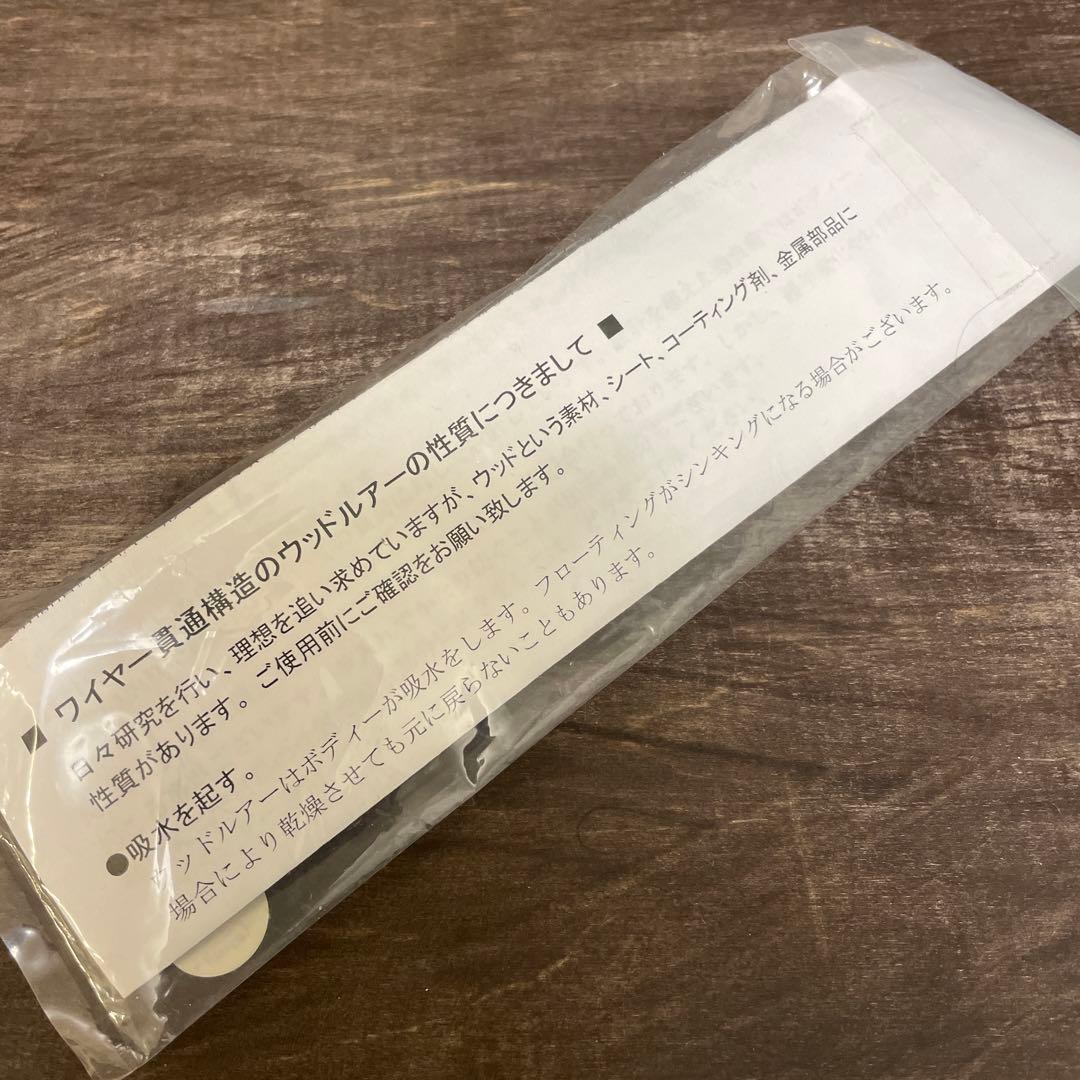 ■ ワイヤー貫通構造のウッドルアーの性質につきまして ■
日々研究を行い、理想を追い求めていますが、ウッドという素材、シート、コーティング剤、金属部品に
性質があります。ご使用前にご確認をお願い致します。
●吸水を起す。
ウッドルアーはボディーが吸水をします。フローティングがシンキングになる場合がございます。
場合により乾燥させても元に戻らないこともあります。